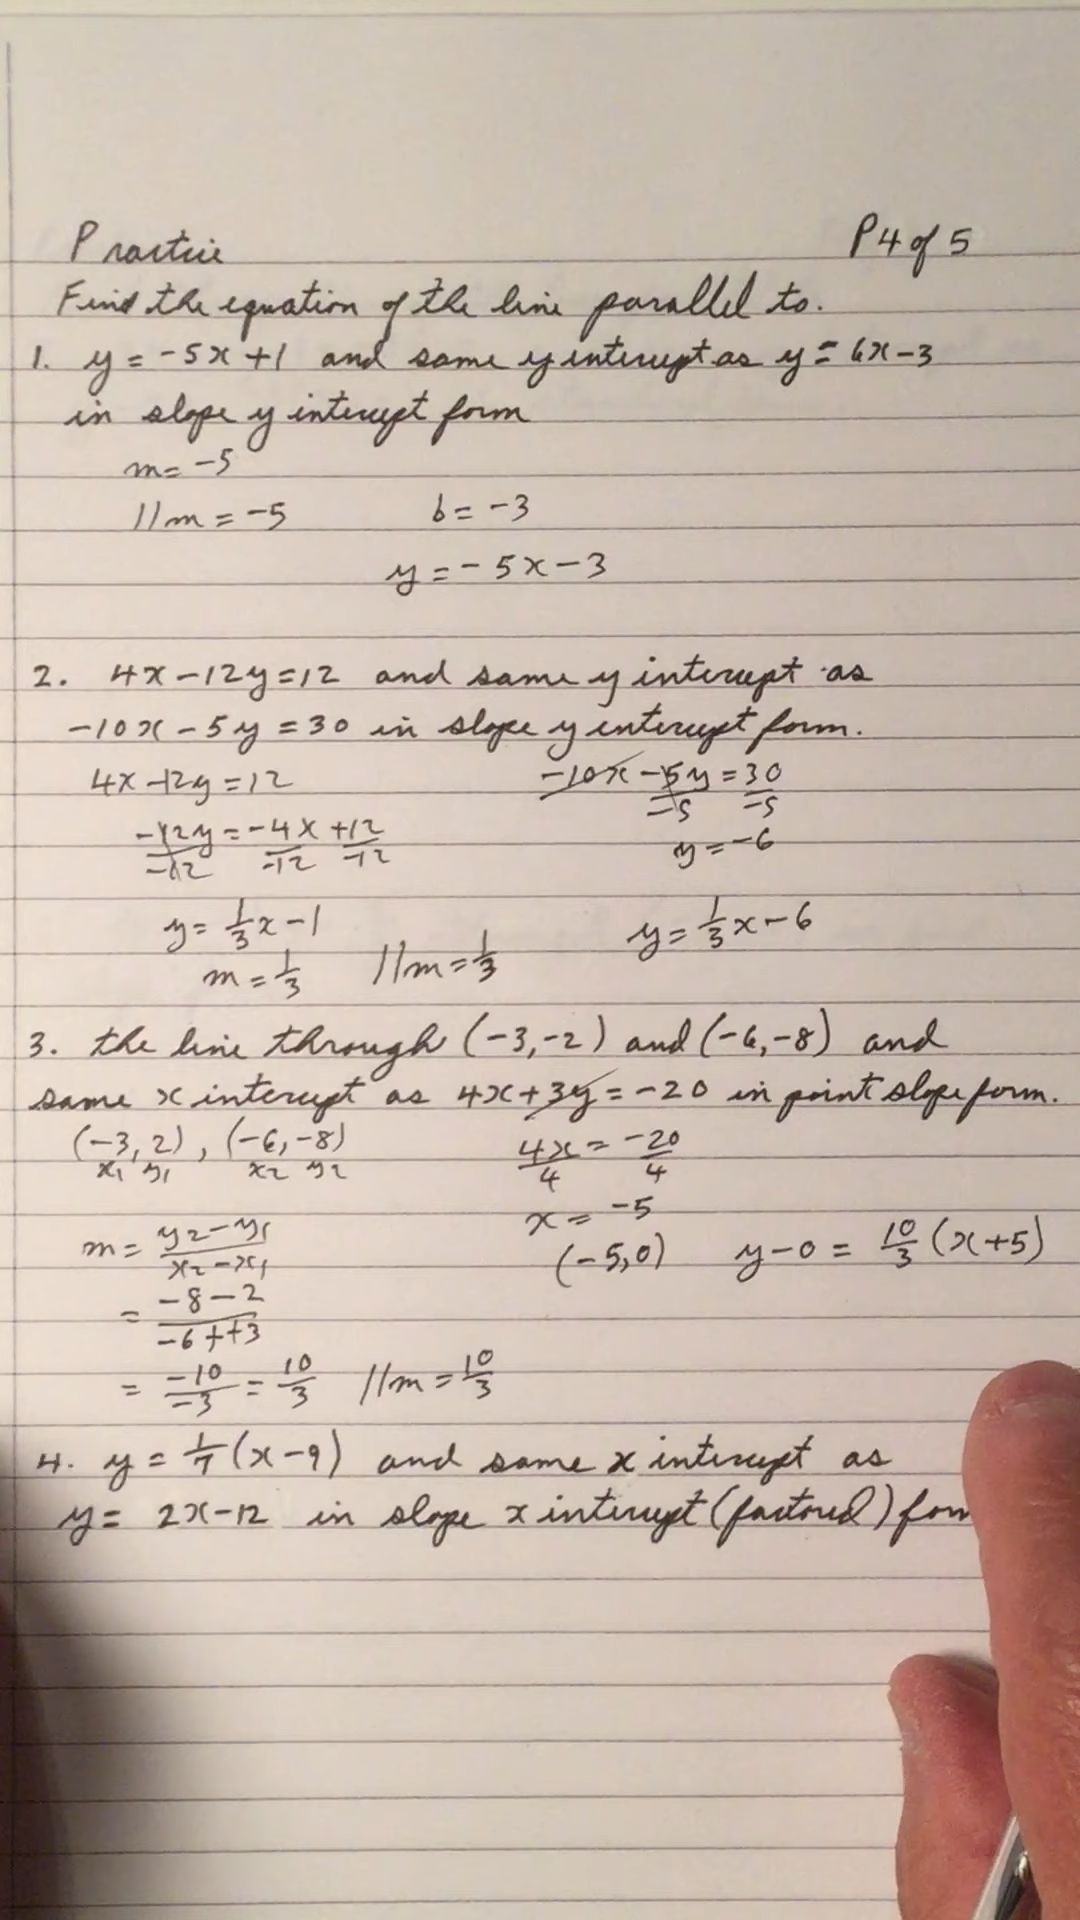 Practice P4 of 5
Find the equation of the line parallel to.
1. y = -5x + 1 and same y intercept as y = 6x - 3
in slope y intercept form
m = -5
//m = -5 b = -3
y = -5x - 3
2. 4x - 12y = 12 and same y intercept as
-10x - 5y = 30 in slope y intercept form.
4x - 12y = 12 -10x - 5y = 30
-5 -5
-12y = -4x + 12
-12 -12 -12
y = -6
y = 1/3 x - 1 y = 1/3 x - 6
m = 1/3 //m = 1/3
3. the line through (-3, -2) and (-6, -8) and
same x intercept as 4x + 3y = -20 in point slope form.
(-3, 2), (-6, -8) 4x = -20
x1 y1 x2 y2 4 4
x = -5
m = y2 - y1
x2 - x1
(-5, 0) y - 0 = 10/3 (x + 5)
= -8 - 2
-6 + +3
= -10/-3 = 10/3 //m = 10/3
4. y = 1/7 (x - 9) and same x intercept as
y = 2x - 12 in slope x intercept (factored) for